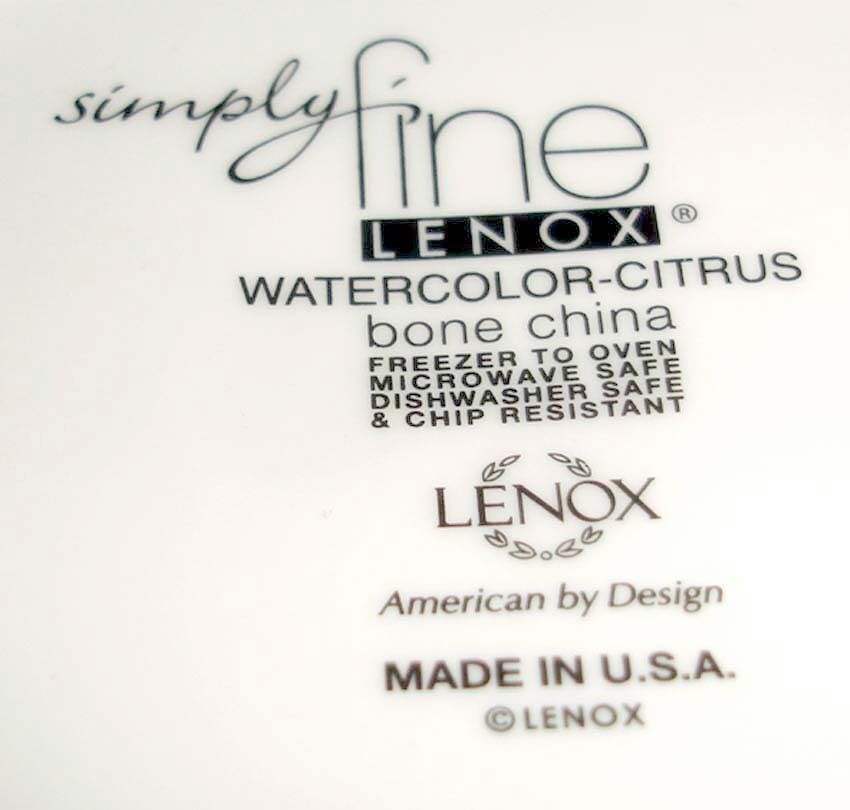 simply fine
LENOX ®
WATERCOLOR-CITRUS
bone china
FREEZER TO OVEN
MICROWAVE SAFE
DISHWASHER SAFE
& CHIP RESISTANT
LENOX
American by Design
MADE IN U.S.A.
© LENOX